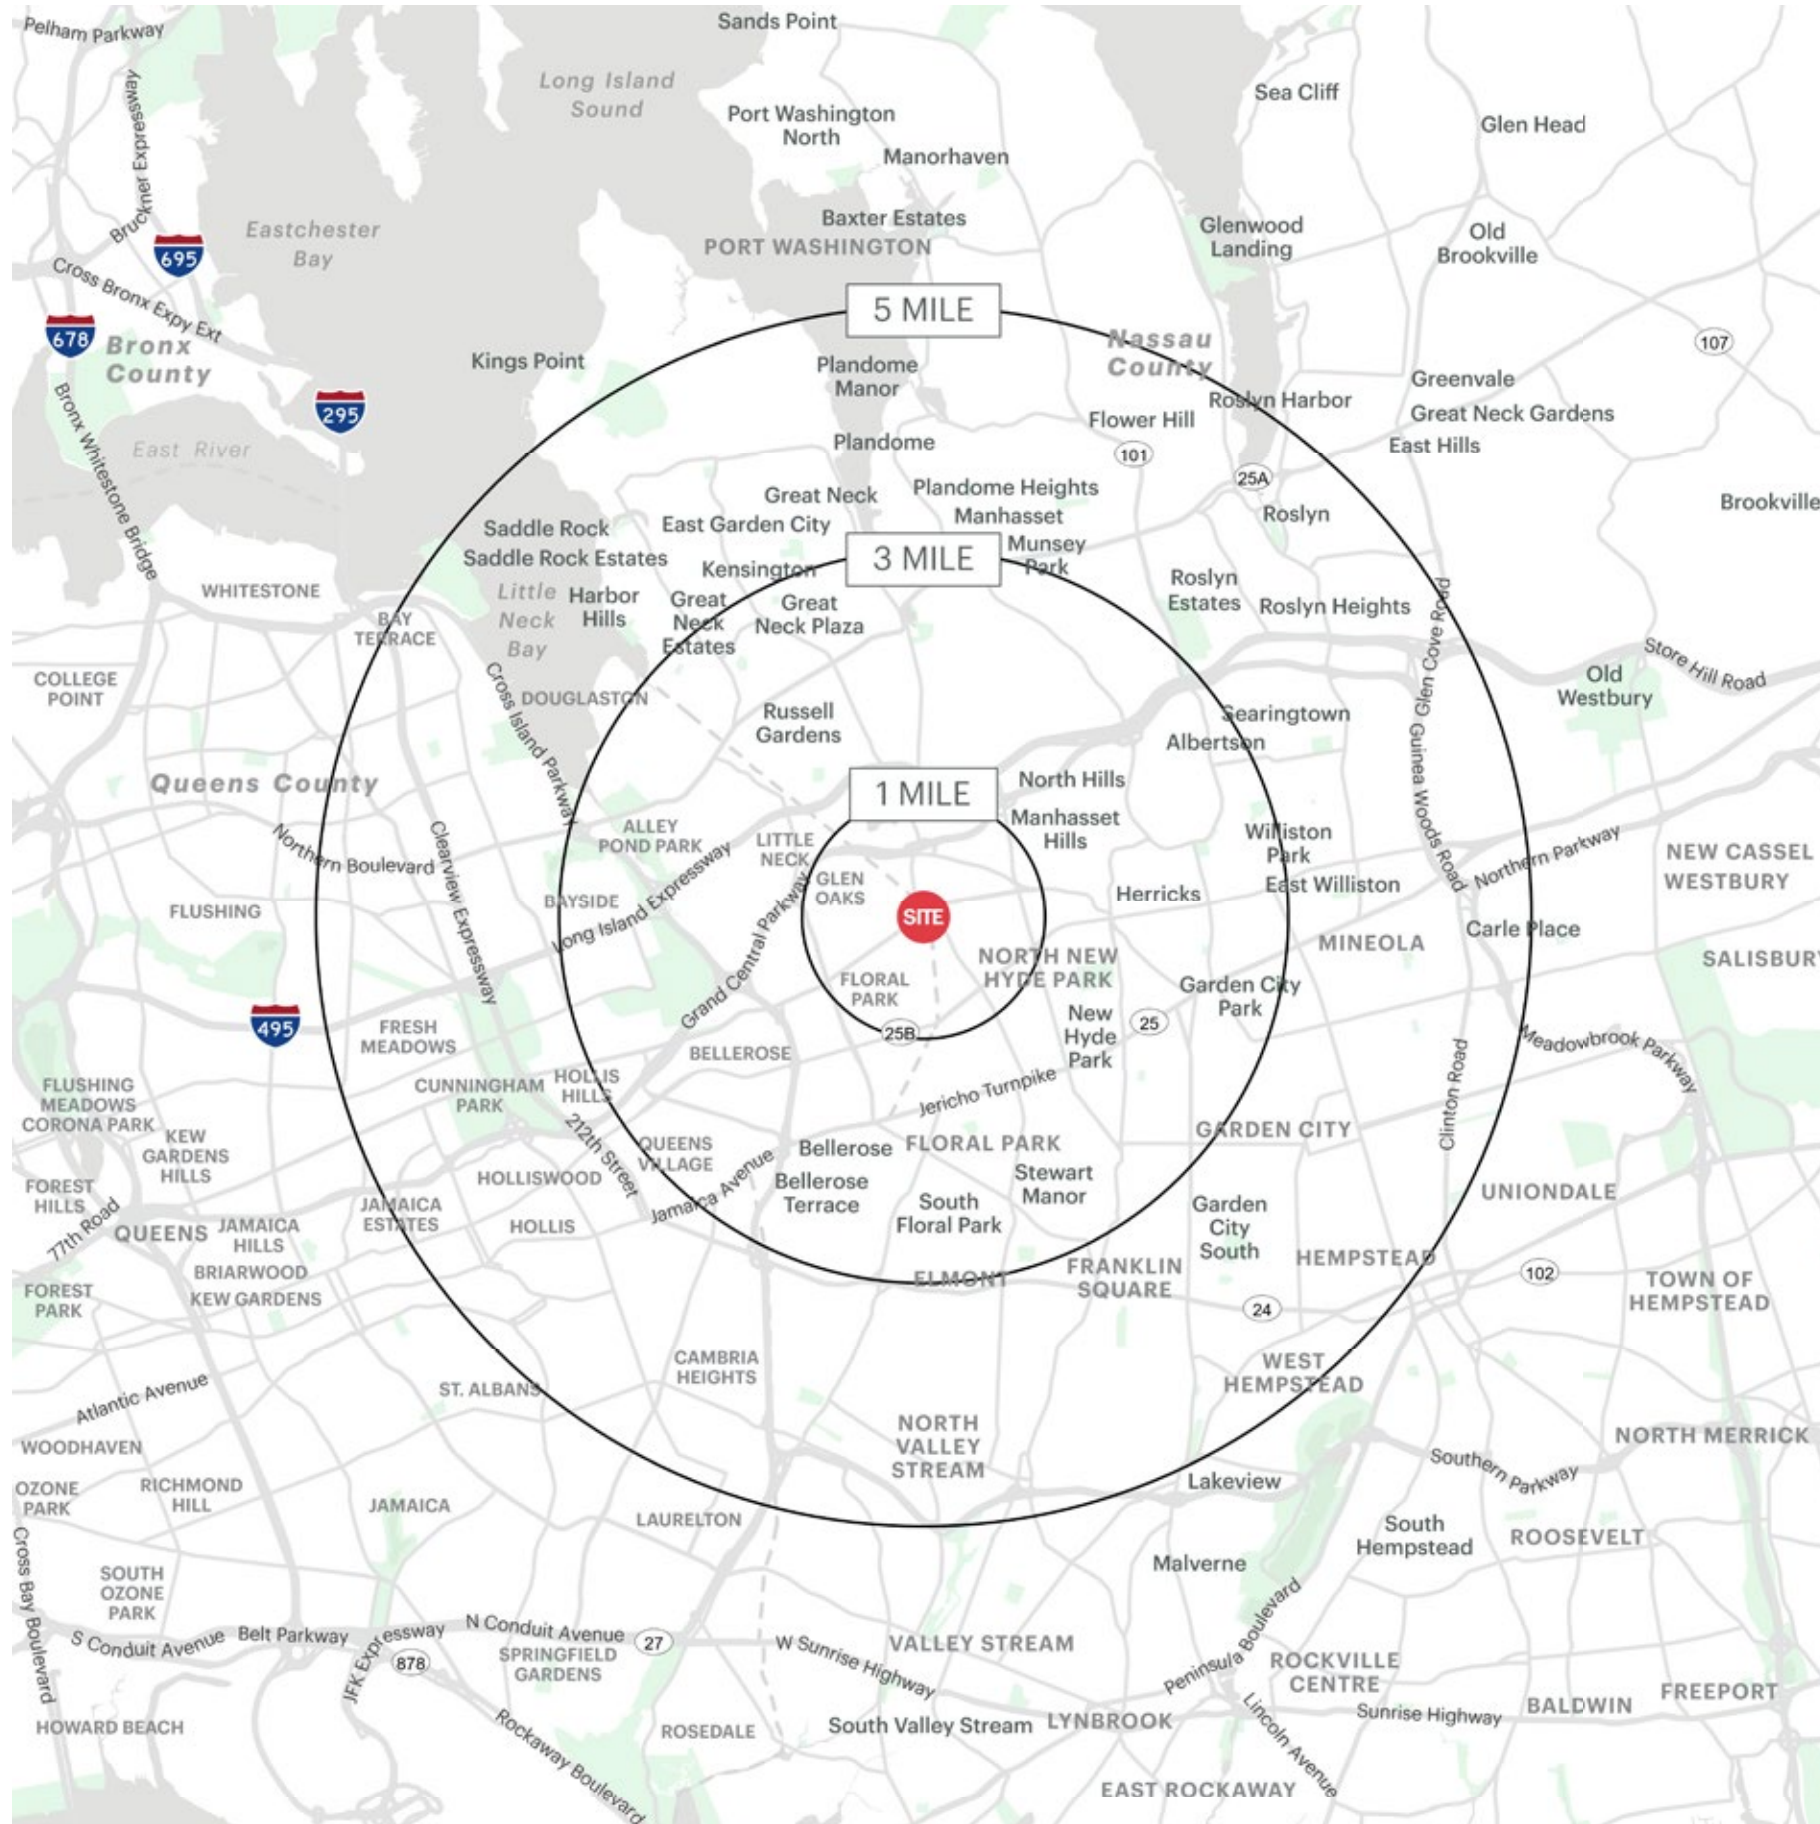 Pelham Parkway
Sands Point
Long Island
Sound
Bruckner Expressway
Sea Cliff
Port Washington
North
Glen Head
Manorhaven
Eastchester
Bay
Baxter Estates
PORT WASHINGTON
Glenwood
Landing
Old
Brookville
695
Cross Bronx Expy Ext
5 MILE
678
Bronx
County
Nassau
County
107
Kings Point
Plandome
Manor
Greenvale
295
Roslyn Harbor
Great Neck Gardens
Flower Hill
East River
Plandome
101
East Hills
Bronx Whitestone Bridge
25A
Great Neck
Plandome Heights
Brookville
Saddle Rock
East Garden City
Manhasset
Roslyn
Saddle Rock Estates
3 MILE
Munsey
Park
Kensington
WHITESTONE
Little
Neck
Bay
Harbor
Hills
Great
Neck
Estates
Great
Neck Plaza
Roslyn
Estates
Roslyn Heights
BAY
TERRACE
Glen Cove Road
Store Hill Road
COLLEGE
POINT
Cross Island Parkway
DOUGLASTON
Old
Westbury
Russell
Gardens
Searingtown
Albertson
Guinea Woods Road
Queens County
1 MILE
North Hills
Manhasset
Hills
Northern Boulevard
Clearview Expressway
ALLEY
POND PARK
LITTLE
NECK
Williston
Park
Northern Parkway
NEW CASSEL
WESTBURY
GLEN
OAKS
Herricks
East Williston
FLUSHING
BAYSIDE
Long Island Expressway
SITE
Carle Place
MINEOLA
NORTH NEW
HYDE PARK
SALISBURY
Grand Central Parkway
FLORAL
PARK
Garden City
Park
495
25B
New
Hyde
Park
25
FRESH
MEADOWS
Meadowbrook Parkway
BELLEROSE
FLUSHING
MEADOWS
CORONA PARK
CUNNINGHAM
PARK
HOLLIS
HILLS
Jericho Turnpike
Clinton Road
212th Street
KEW
GARDENS
HILLS
QUEENS
VILLAGE
Bellerose
FLORAL PARK
GARDEN CITY
HOLLISWOOD
Jamaica Avenue
Bellerose
Terrace
Stewart
Manor
UNIONDALE
FOREST
HILLS
77th Road
QUEENS
JAMAICA
HILLS
JAMAICA
ESTATES
HOLLIS
South
Floral Park
Garden
City
South
BRIARWOOD
KEW GARDENS
FOREST
PARK
ELMONT
FRANKLIN
SQUARE
HEMPSTEAD
102
TOWN OF
HEMPSTEAD
24
CAMBRIA
HEIGHTS
WEST
HEMPSTEAD
Atlantic Avenue
ST. ALBANS
WOODHAVEN
NORTH
VALLEY
STREAM
NORTH MERRICK
Southern Parkway
OZONE
PARK
RICHMOND
HILL
JAMAICA
Lakeview
LAURELTON
South
Hempstead
ROOSEVELT
Cross Bay Boulevard
Malverne
SOUTH
OZONE
PARK
S Conduit Avenue
Belt Parkway
JFK Expressway
878
N Conduit Avenue
27
SPRINGFIELD
GARDENS
W Sunrise Highway
VALLEY STREAM
Peninsula Boulevard
ROCKVILLE
CENTRE
FREEPORT
BALDWIN
HOWARD BEACH
Rockaway Boulevard
ROSEDALE
South Valley Stream
LYNBROOK
Lincoln Avenue
Sunrise Highway
EAST ROCKAWAY